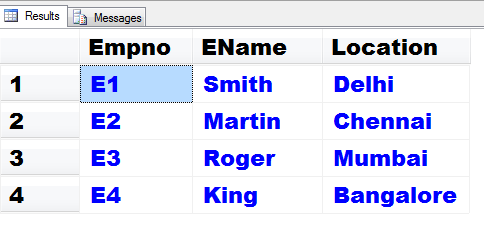 Results Messages
Empno EName Location
1 E1 Smith Delhi
2 E2 Martin Chennai
3 E3 Roger Mumbai
4 E4 King Bangalore